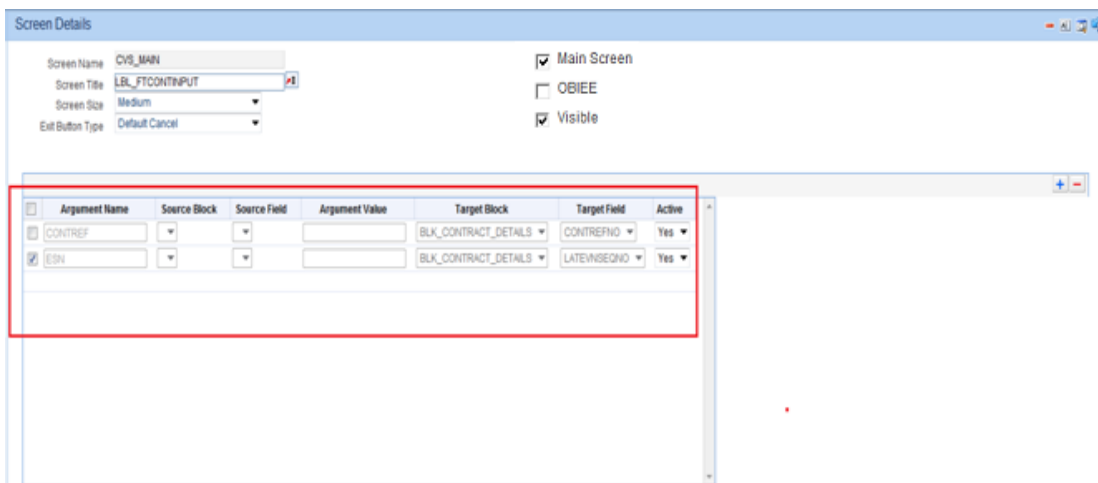 Screen Details
Screen Name CVS_MAIN
Screen Title LBL_FTCONTINPUT
Screen Size Medium
Exit Button Type Default Cancel
Main Screen
OBIEE
Visible
Argument Name Source Block Source Field Argument Value Target Block Target Field Active
CONTREF BLK_CONTRACT_DETAILS CONTREFNO Yes
ESN BLK_CONTRACT_DETAILS LATEVNSEQNO Yes